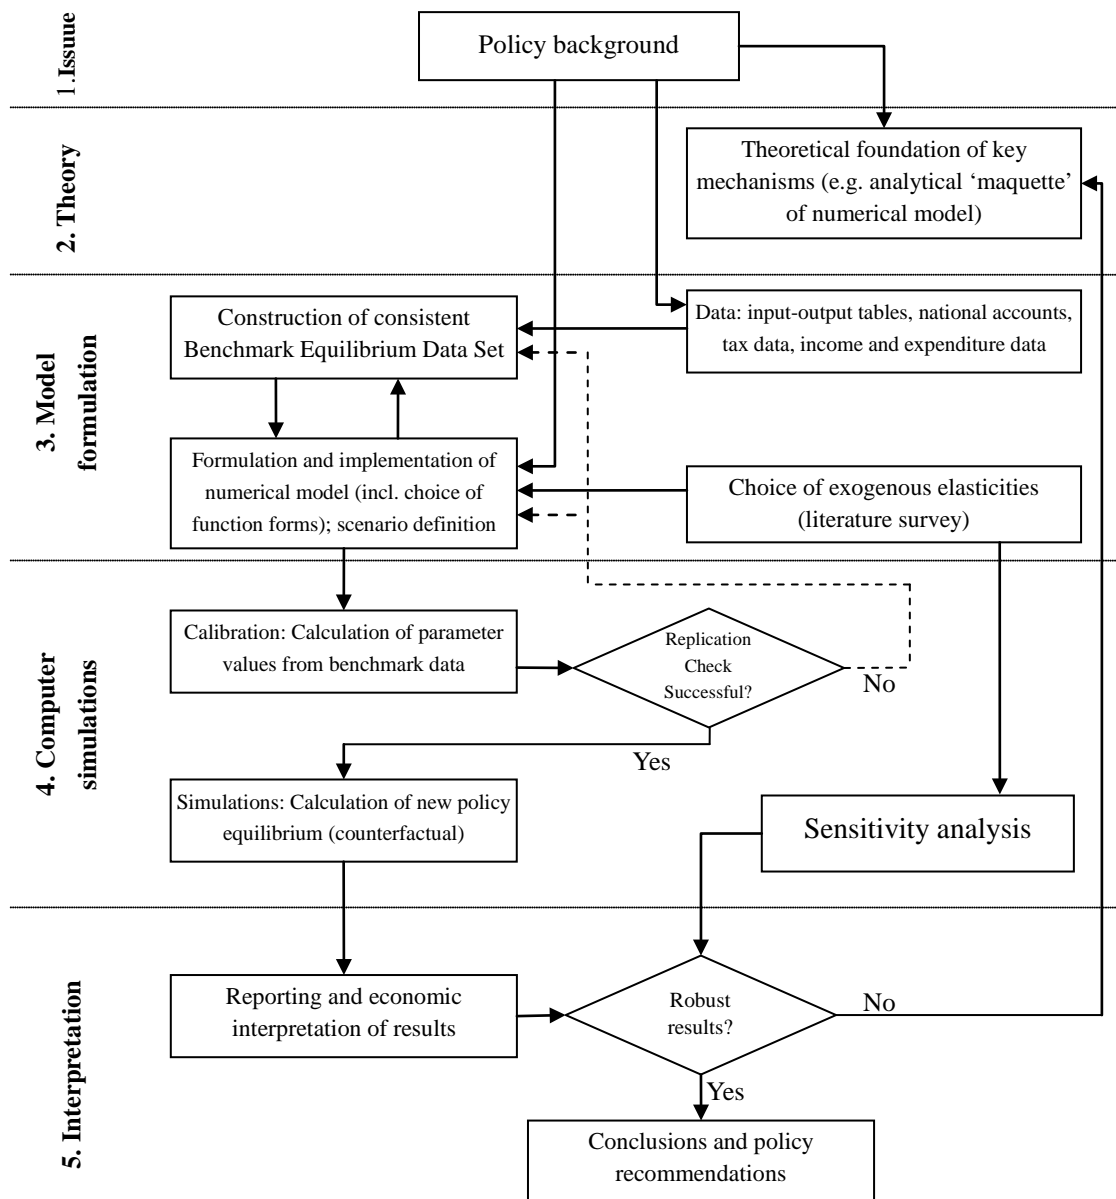 1.Issuue
Policy background
2. Theory
Theoretical foundation of key
mechanisms (e.g. analytical ‘maquette’
of numerical model)
3. Model
formulation
Construction of consistent
Benchmark Equilibrium Data Set
Data: input-output tables, national accounts,
tax data, income and expenditure data
Formulation and implementation of
numerical model (incl. choice of
function forms); scenario definition
Choice of exogenous elasticities
(literature survey)
4. Computer
simulations
Calibration: Calculation of parameter
values from benchmark data
Replication
Check
Successful?
No
Yes
Simulations: Calculation of new policy
equilibrium (counterfactual)
Sensitivity analysis
5. Interpretation
Reporting and economic
interpretation of results
Robust
results?
No
Yes
Conclusions and policy
recommendations